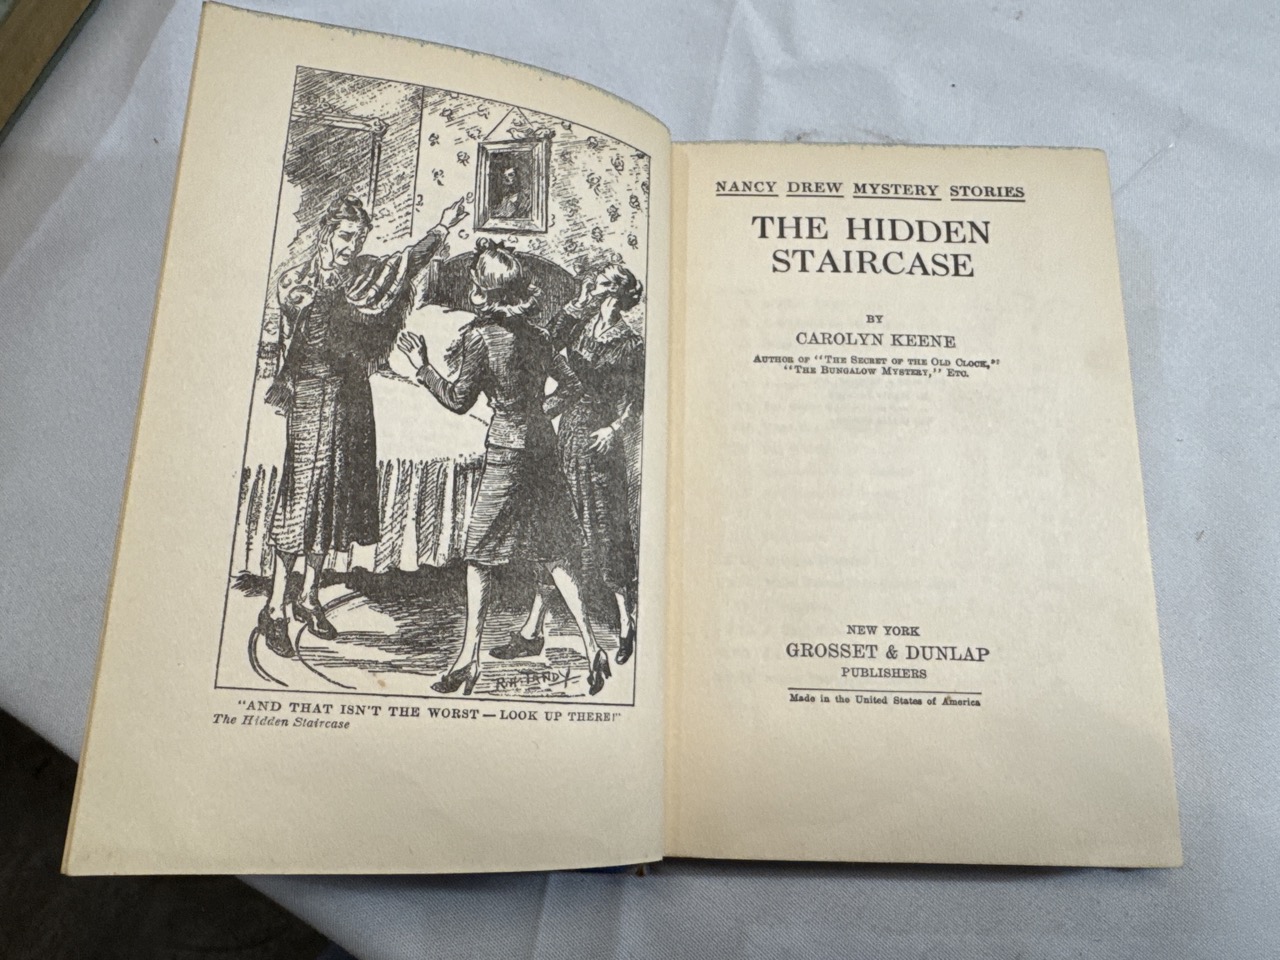 R.H. TANDY
"AND THAT ISN'T THE WORST — LOOK UP THERE!"
The Hidden Staircase
NANCY DREW MYSTERY STORIES
THE HIDDEN
STAIRCASE
BY
CAROLYN KEENE
AUTHOR OF "THE SECRET OF THE OLD CLOCK,"
"THE BUNGALOW MYSTERY," ETC.
NEW YORK
GROSSET & DUNLAP
PUBLISHERS
Made in the United States of America